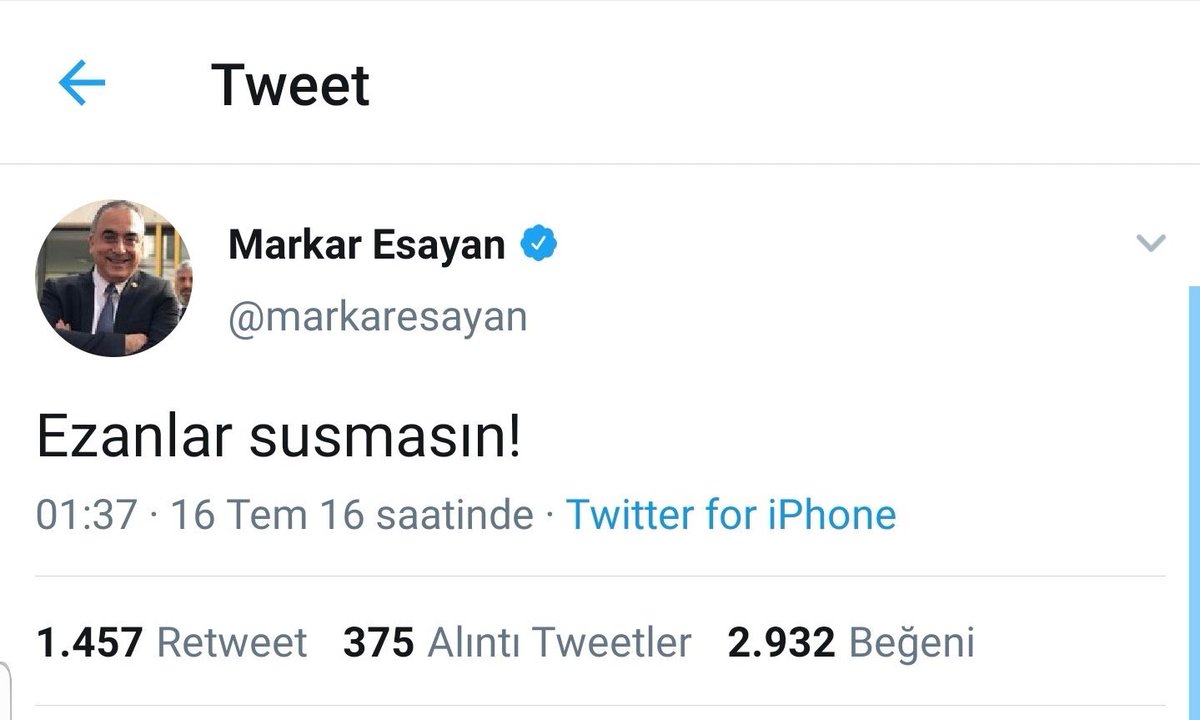 Tweet
Markar Esayan
@markaresayan
Ezanlar susmasın!
01:37 · 16 Tem 16 saatinde · Twitter for iPhone
1.457 Retweet 375 Alıntı Tweetler 2.932 Beğeni